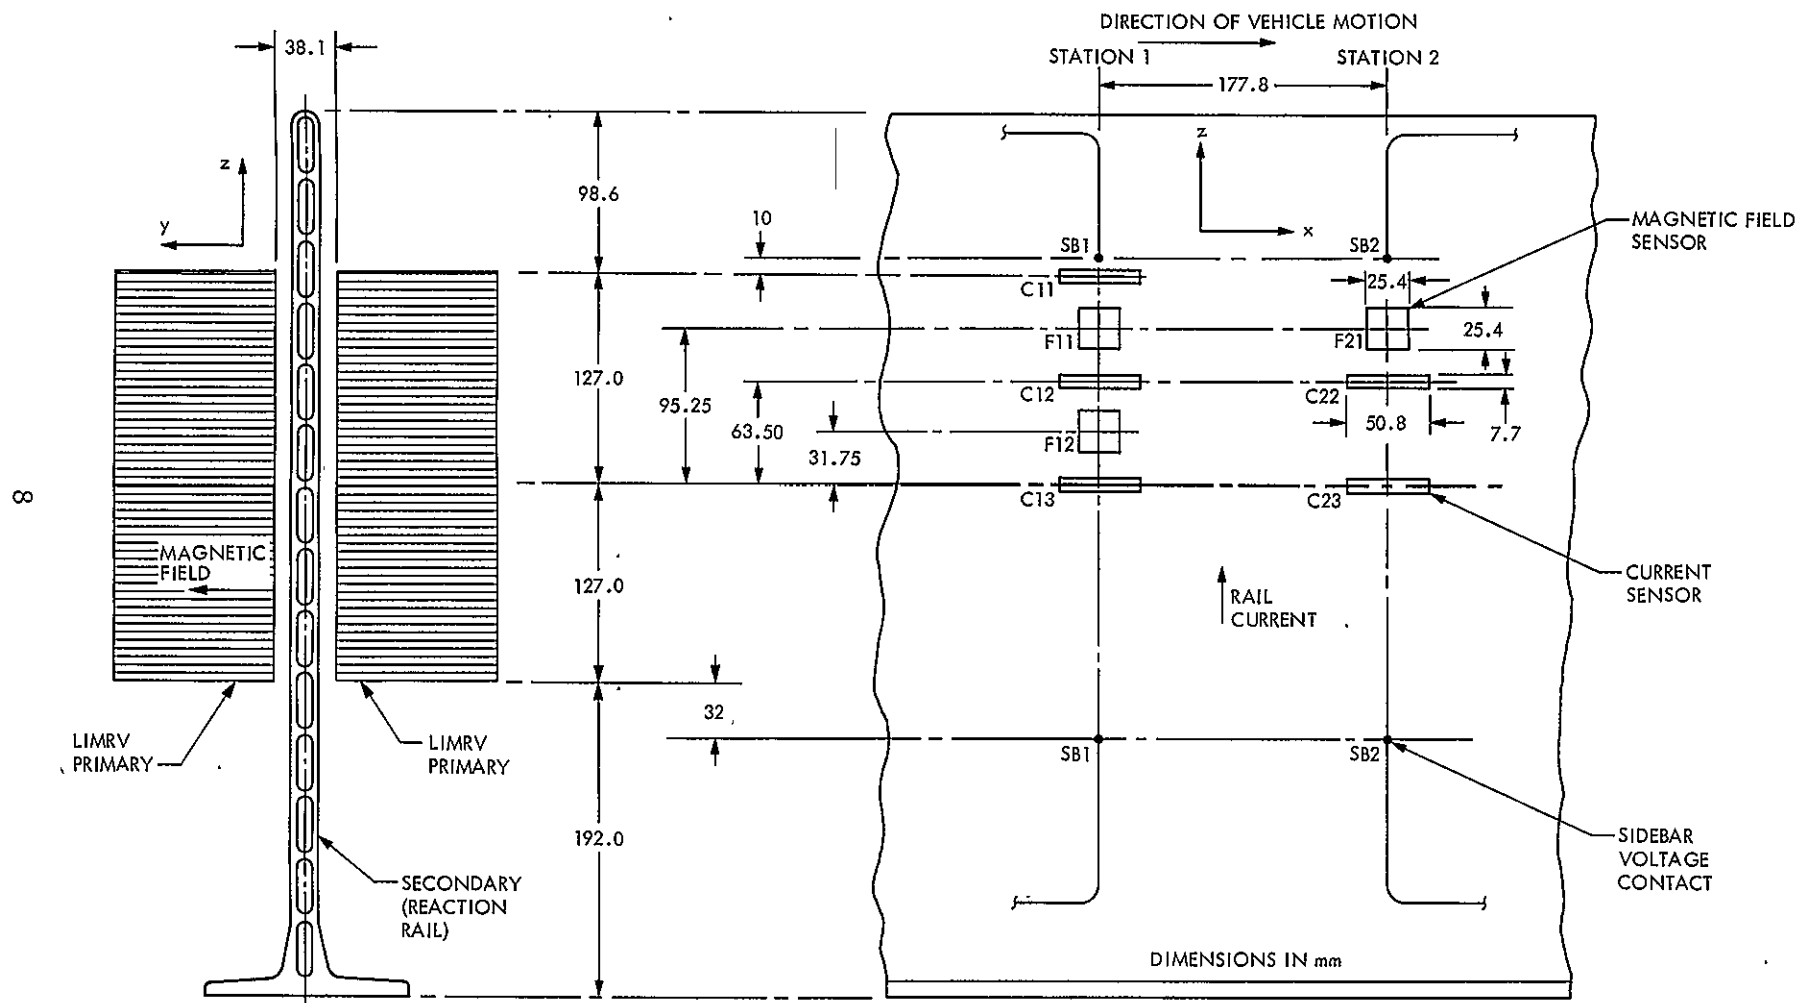 DIRECTION OF VEHICLE MOTION
38.1
STATION 1
STATION 2
177.8
z
z
98.6
y
10
SB1
x
SB2
MAGNETIC FIELD
SENSOR
C11
25.4
F11
F21
25.4
127.0
95.25
C12
C22
63.50
50.8
7.7
31.75
F12
C13
C23
8
MAGNETIC
FIELD
127.0
RAIL
CURRENT
CURRENT
SENSOR
32
LIMRV
PRIMARY
LIMRV
PRIMARY
SB1
SB2
192.0
SIDEBAR
VOLTAGE
CONTACT
SECONDARY
(REACTION
RAIL)
DIMENSIONS IN mm